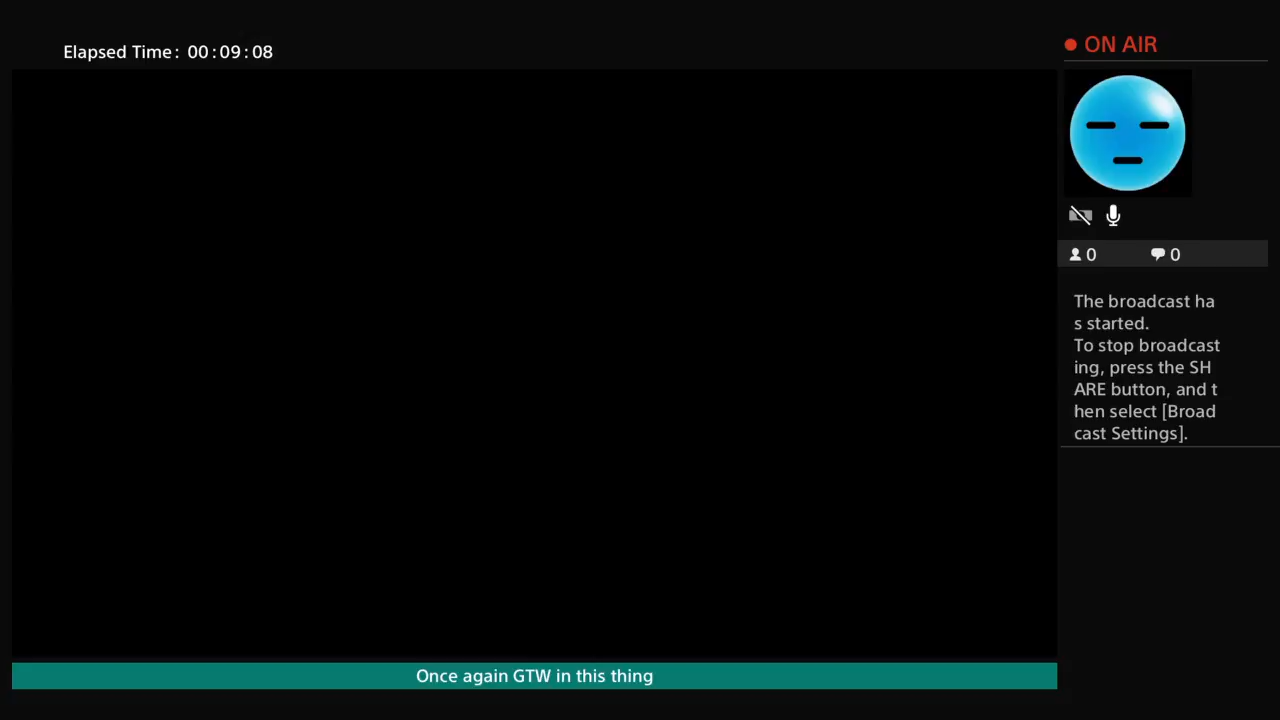 Elapsed Time: 00:09:08
ON AIR
0 0
The broadcast ha
s started.
To stop broadcast
ing, press the SH
ARE button, and t
hen select [Broad
cast Settings].
Once again GTW in this thing